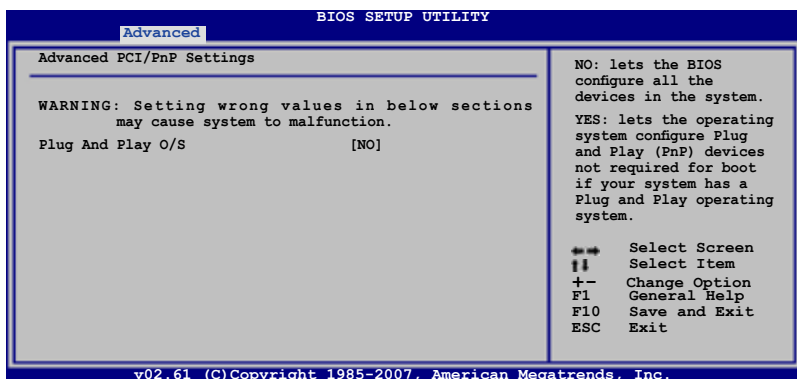 BIOS SETUP UTILITY
Advanced
Advanced PCI/PnP Settings
WARNING: Setting wrong values in below sections
may cause system to malfunction.
Plug And Play O/S [NO]
NO: lets the BIOS
configure all the
devices in the system.
YES: lets the operating
system configure Plug
and Play (PnP) devices
not required for boot
if your system has a
Plug and Play operating
system.
←→ Select Screen
↑↓ Select Item
+- Change Option
F1 General Help
F10 Save and Exit
ESC Exit
v02.61 (C)Copyright 1985-2007, American Megatrends, Inc.